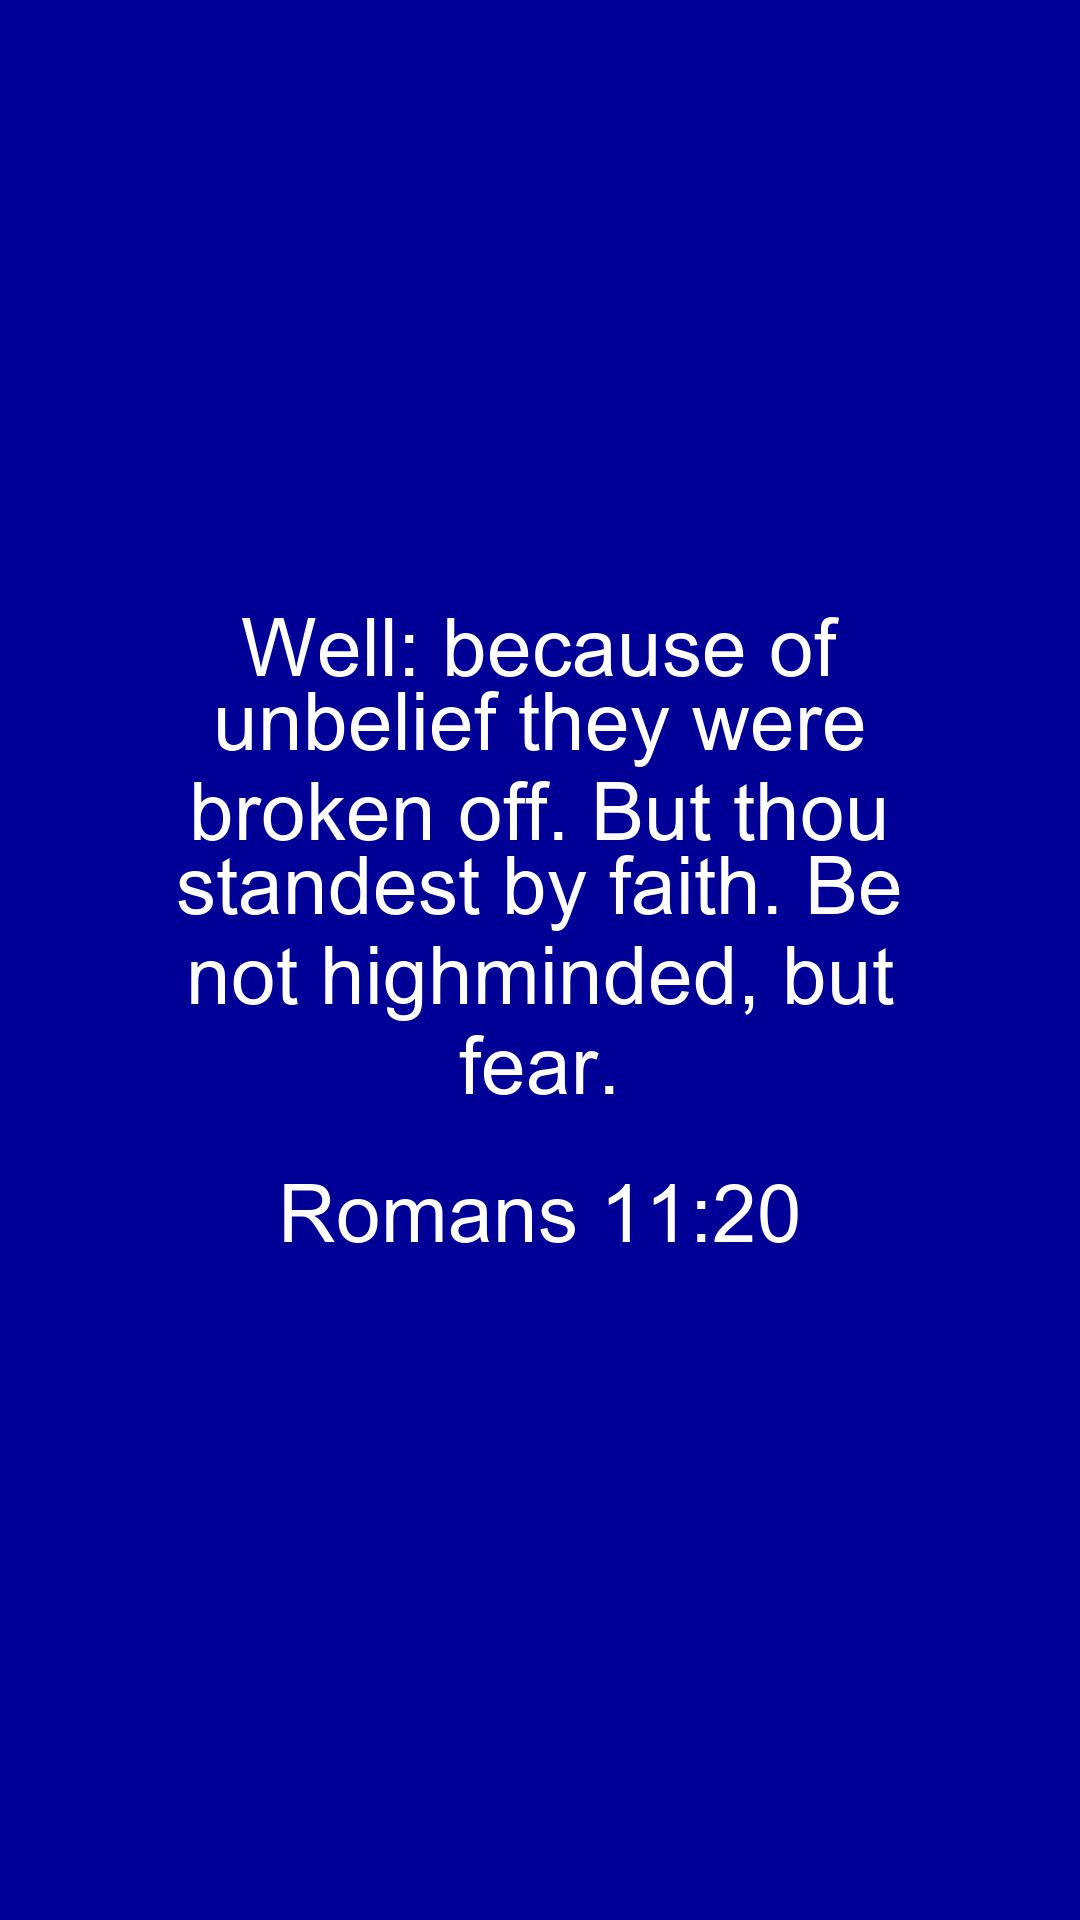 Well: because of
unbelief they were
broken off. But thou
standest by faith. Be
not highminded, but
fear.
Romans 11:20